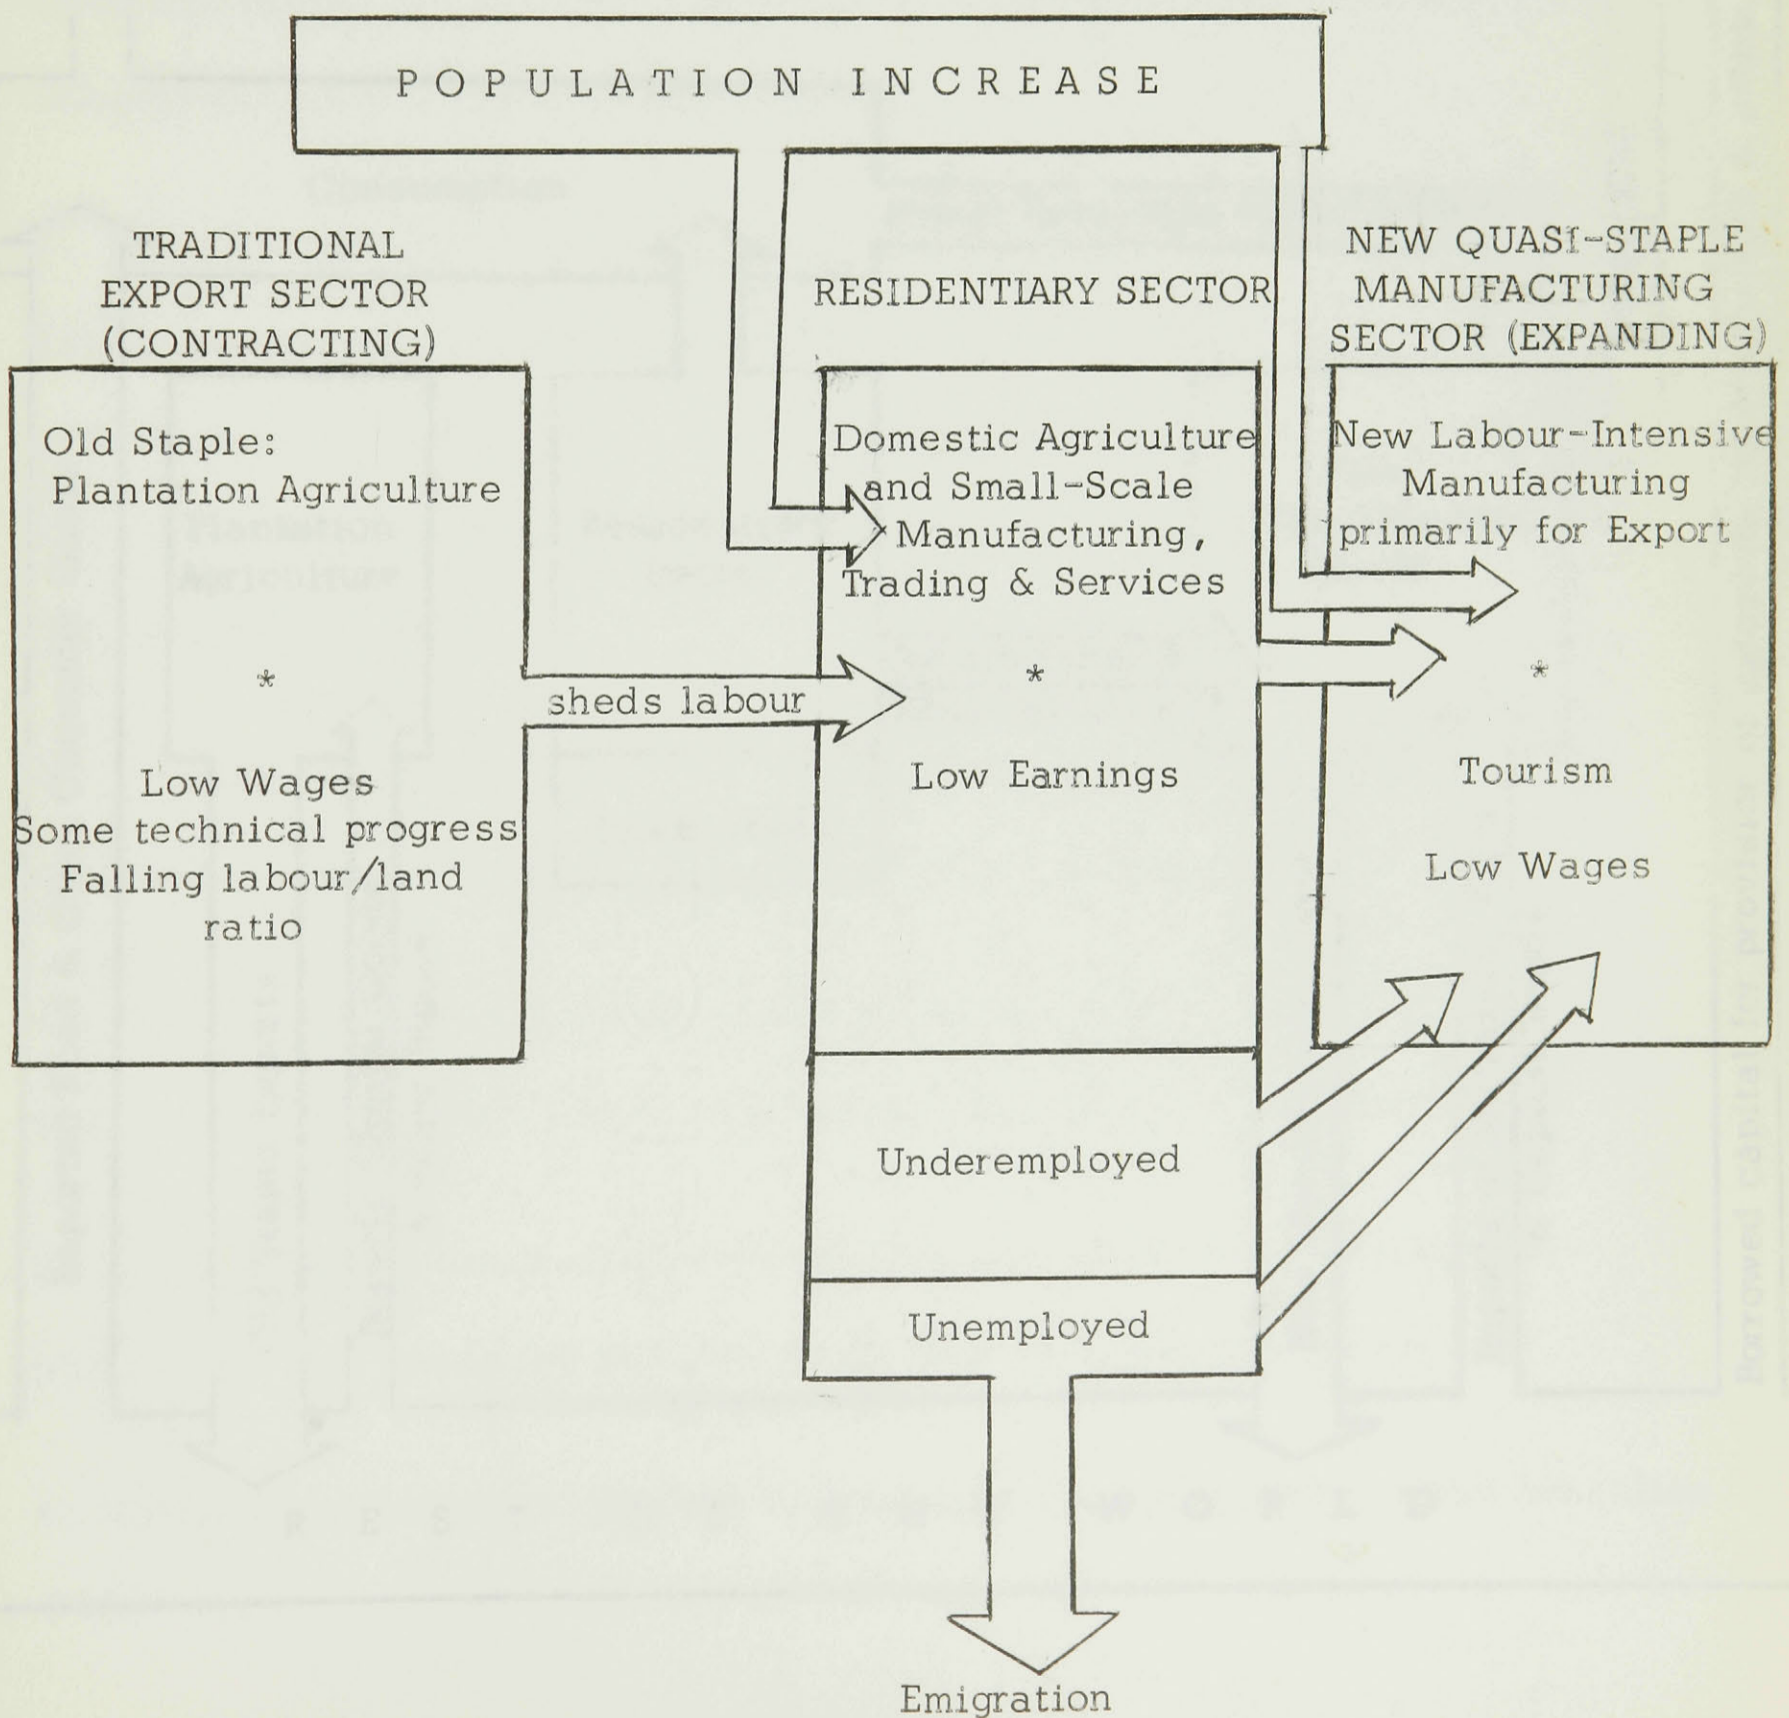 POPULATION INCREASE
TRADITIONAL
EXPORT SECTOR
(CONTRACTING)
Old Staple:
Plantation Agriculture
*
Low Wages
Some technical progress
Falling labour/land
ratio
sheds labour
RESIDENTIARY SECTOR
Domestic Agriculture
and Small-Scale
Manufacturing,
Trading & Services
*
Low Earnings
Underemployed
Unemployed
Emigration
NEW QUASI-STAPLE
MANUFACTURING
SECTOR (EXPANDING)
New Labour-Intensive
Manufacturing
primarily for Export
*
Tourism
Low Wages